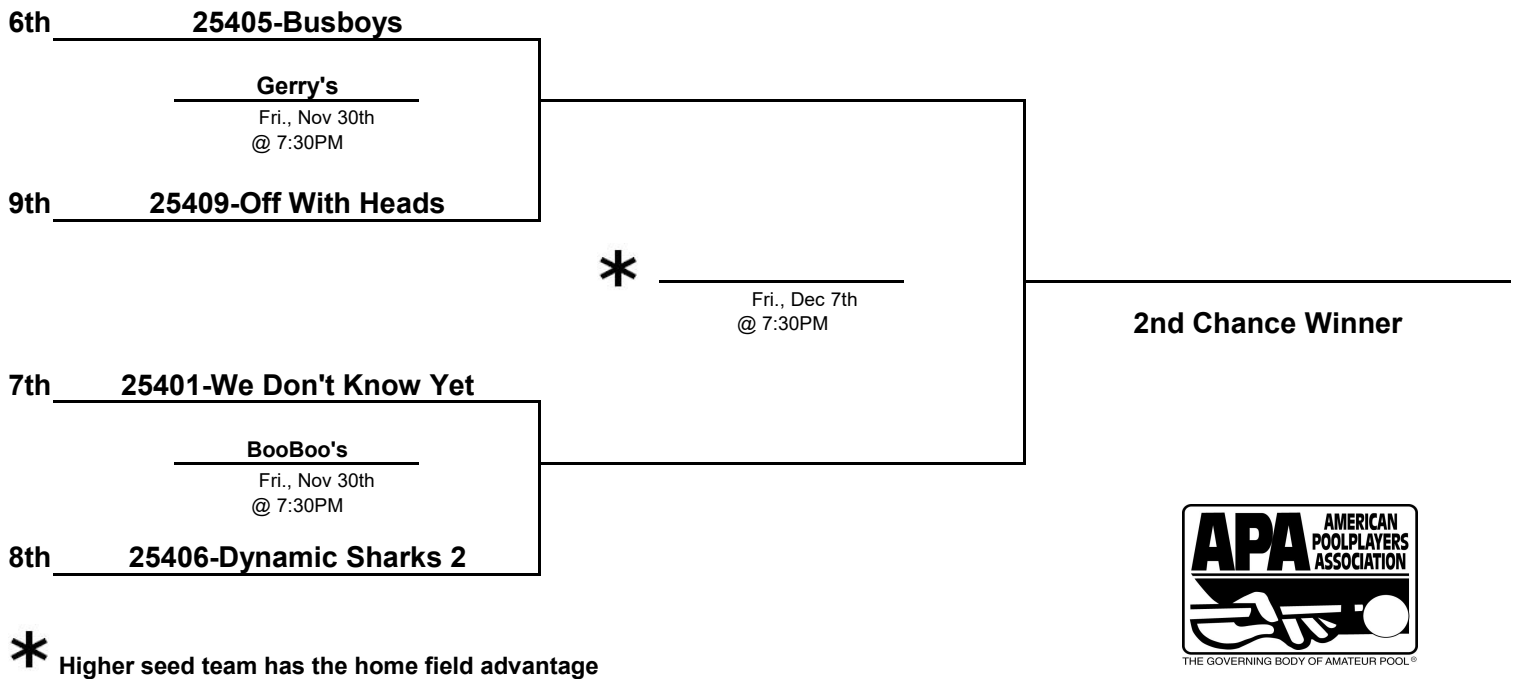 6th 25405-Busboys
Gerry's
Fri., Nov 30th
@ 7:30PM
9th 25409-Off With Heads
*
Fri., Dec 7th
@ 7:30PM
2nd Chance Winner
7th 25401-We Don't Know Yet
BooBoo's
Fri., Nov 30th
@ 7:30PM
8th 25406-Dynamic Sharks 2
* Higher seed team has the home field advantage
APA AMERICAN
POOLPLAYERS
ASSOCIATION
THE GOVERNING BODY OF AMATEUR POOL®